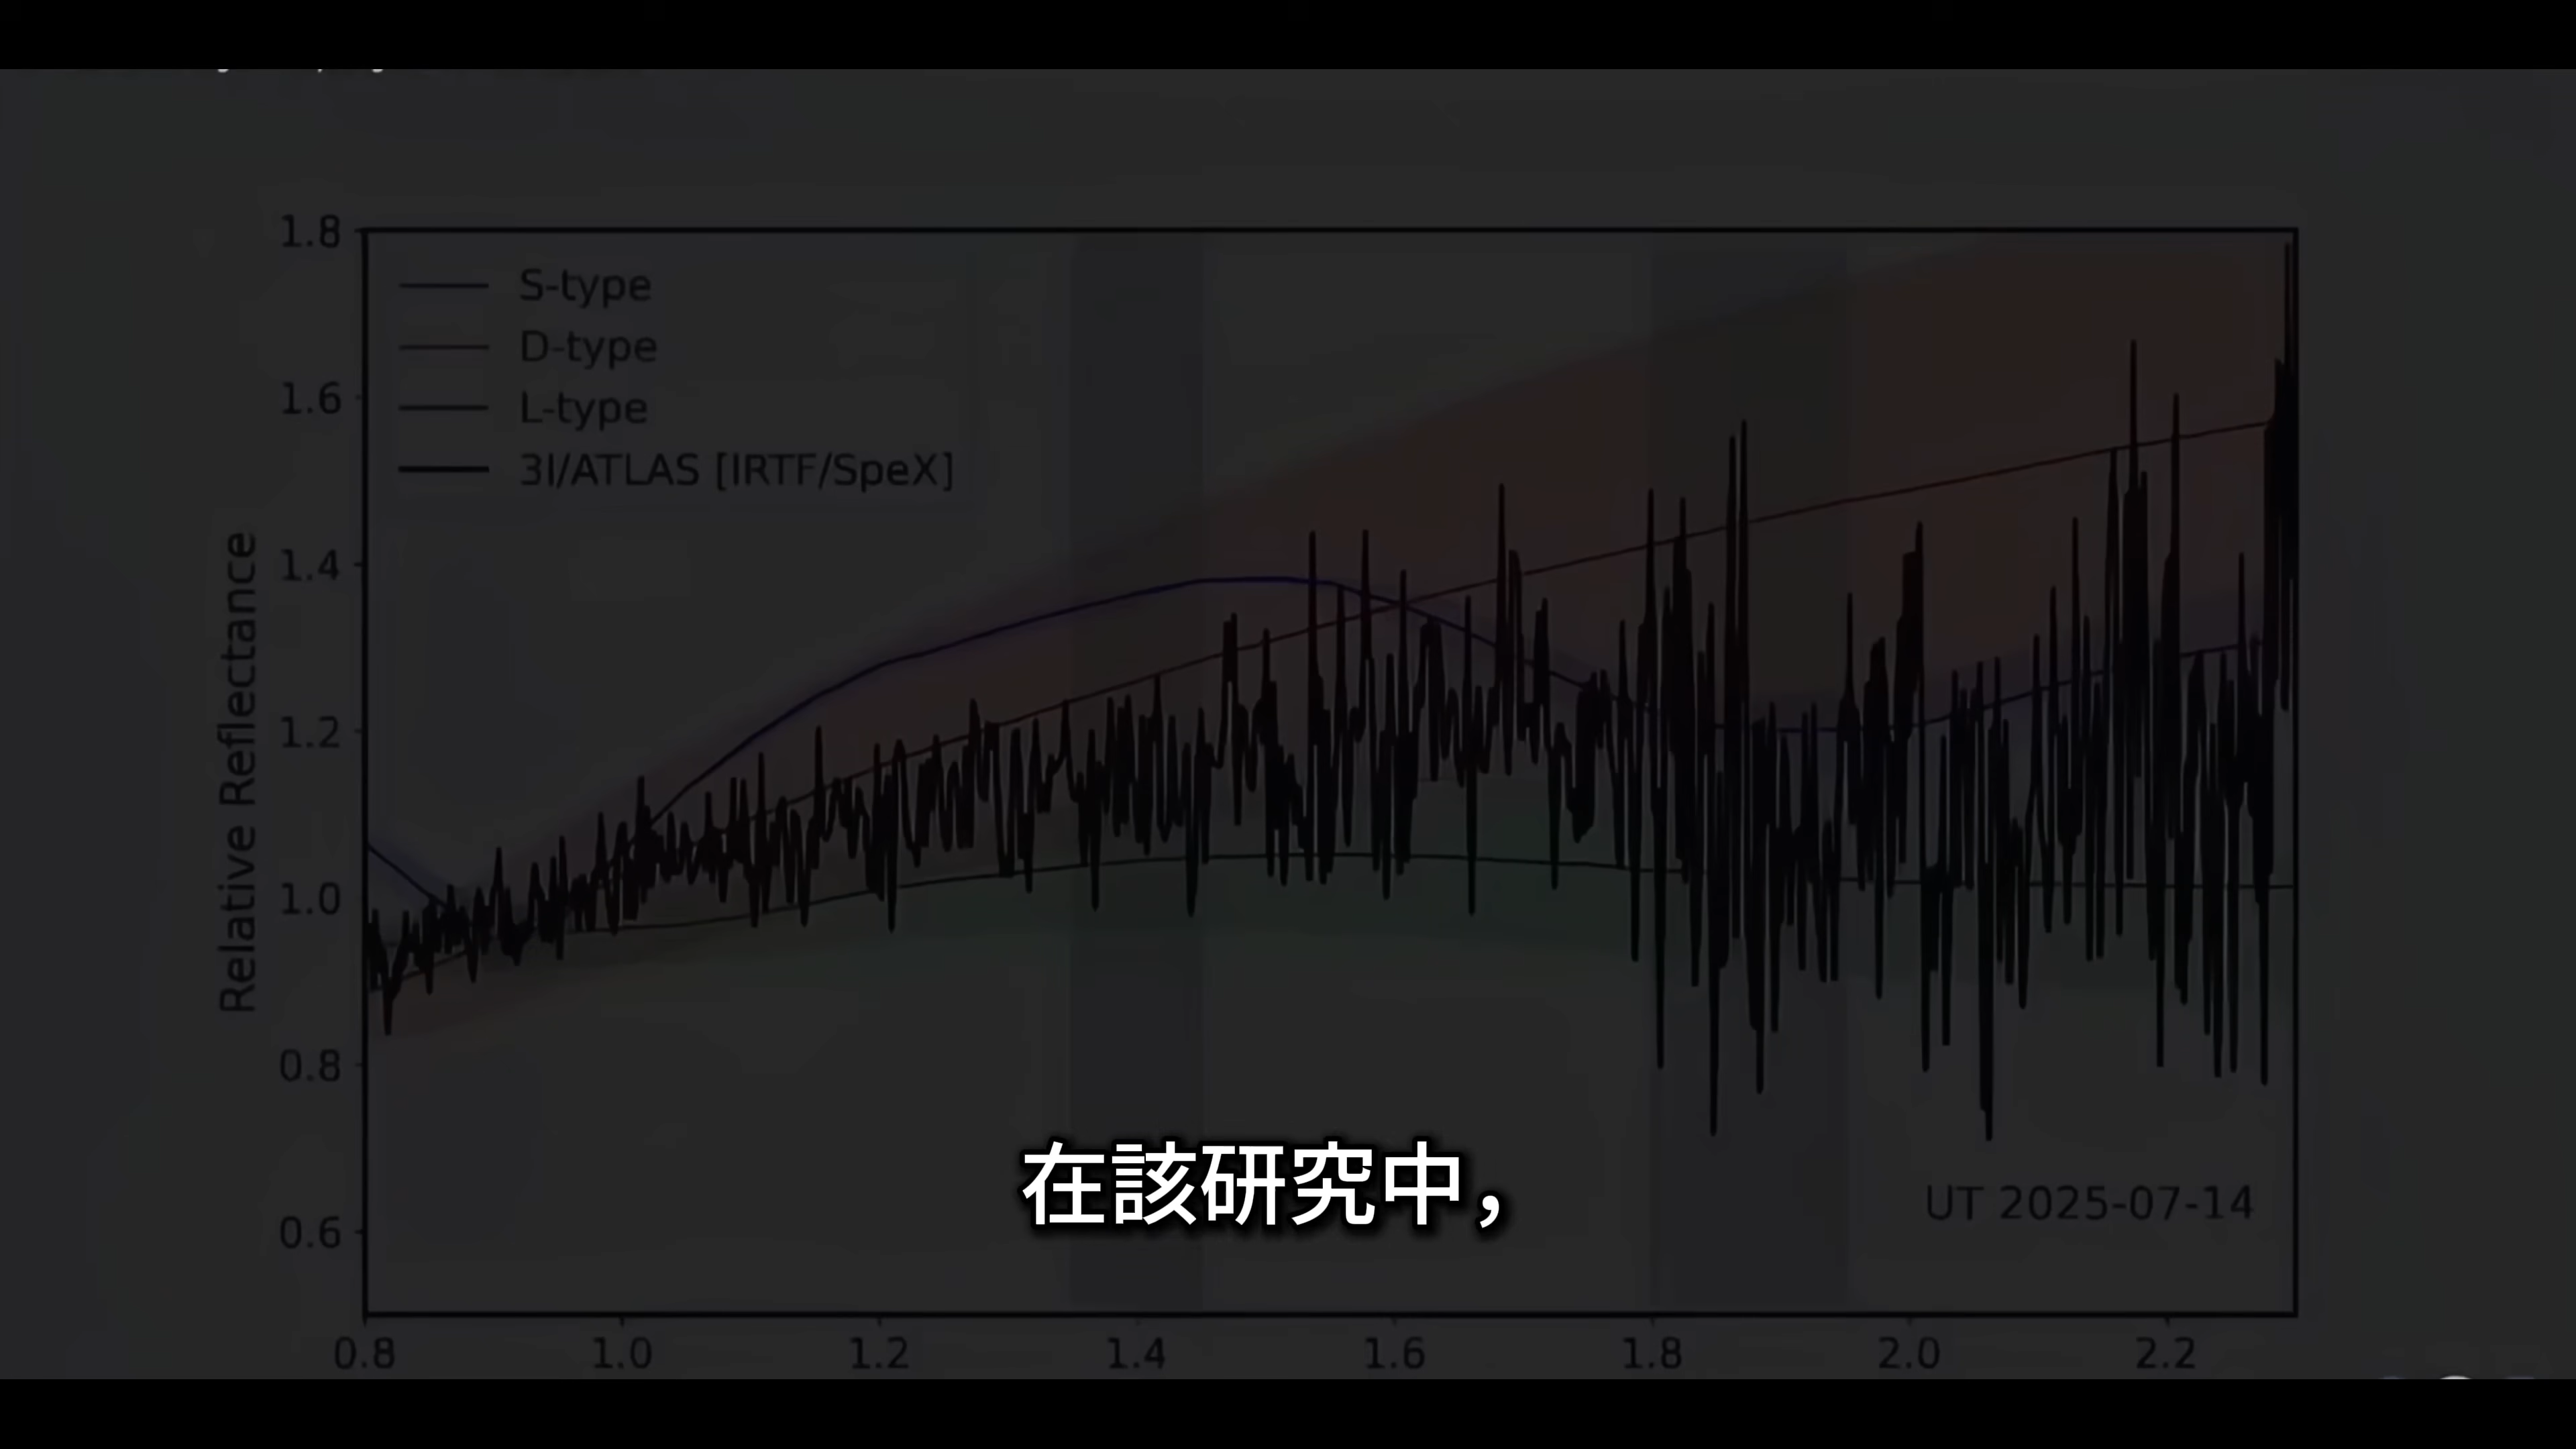 1.8
S-type
D-type
1.6
L-type
3I/ATLAS [IRTF/SpeX]
1.4
Relative Reflectance
1.2
1.0
0.8
在該研究中，
UT 2025-07-14
0.6
0.8 1.0 1.2 1.4 1.6 1.8 2.0 2.2